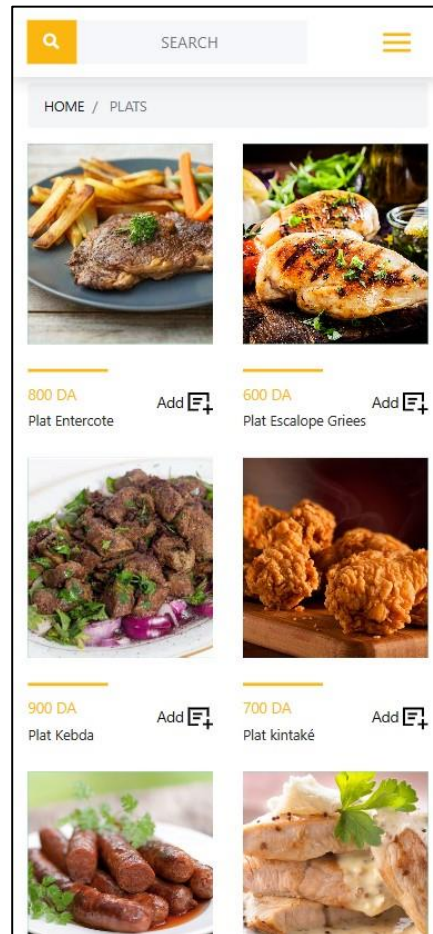 SEARCH
HOME / PLATS
800 DA
Add
Plat Entercote
600 DA
Add
Plat Escalope Griees
900 DA
Add
Plat Kebda
700 DA
Add
Plat kintaké